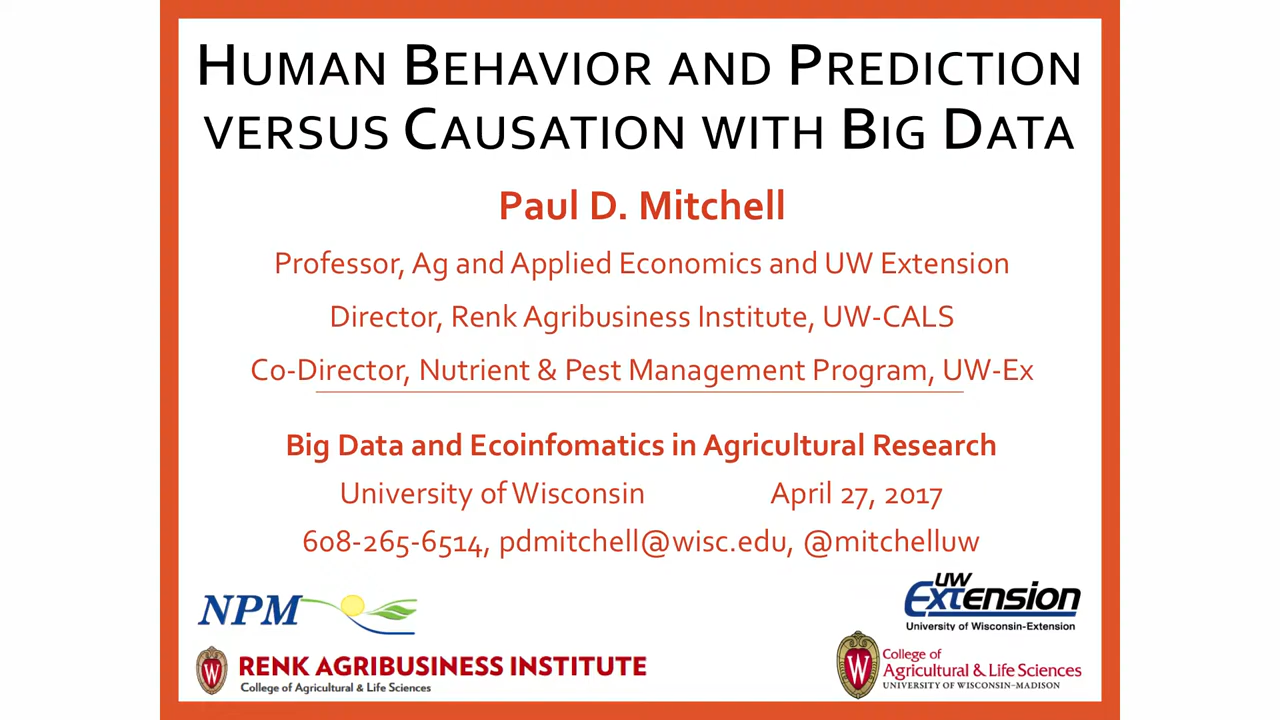 HUMAN BEHAVIOR AND PREDICTION
VERSUS CAUSATION WITH BIG DATA
Paul D. Mitchell
Professor, Ag and Applied Economics and UW Extension
Director, Renk Agribusiness Institute, UW-CALS
Co-Director, Nutrient & Pest Management Program, UW-Ex
Big Data and Ecoinfomatics in Agricultural Research
University of Wisconsin April 27, 2017
608-265-6514, pdmitchell@wisc.edu, @mitchelluw
NPM
UW
Extension
University of Wisconsin-Extension
W
RENK AGRIBUSINESS INSTITUTE
College of Agricultural & Life Sciences
W
College of
Agricultural & Life Sciences
UNIVERSITY OF WISCONSIN–MADISON